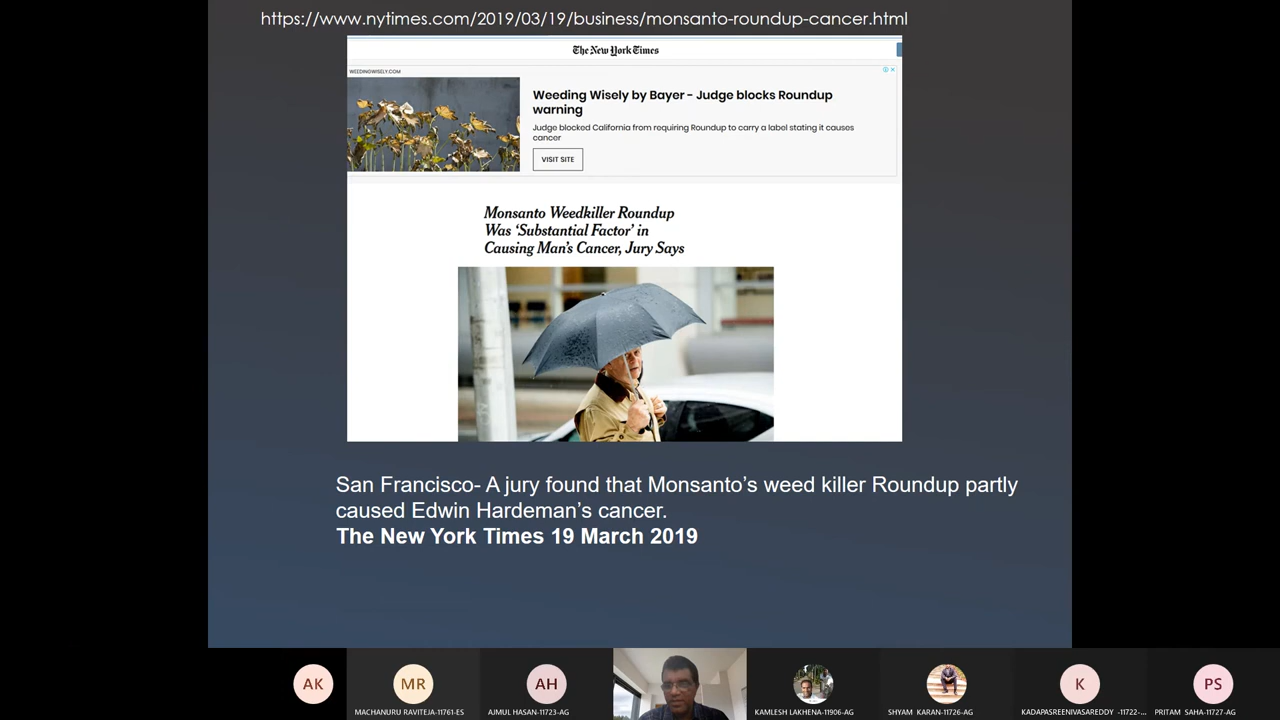 https://www.nytimes.com/2019/03/19/business/monsanto-roundup-cancer.html
The New York Times
WEEDINGWISELY.COM
Weeding Wisely by Bayer - Judge blocks Roundup
warning
Judge blocked California from requiring Roundup to carry a label stating it causes
cancer
VISIT SITE
Monsanto Weedkiller Roundup
Was ‘Substantial Factor’ in
Causing Man’s Cancer, Jury Says
San Francisco- A jury found that Monsanto’s weed killer Roundup partly
caused Edwin Hardeman’s cancer.
The New York Times 19 March 2019
AK
MR
AH
K
PS
MACHANURU RAVITEJA-11761-ES
AJMUL HASAN-11723-AG
KAMLESH LAKHENA-11906-AG
SHYAM KARAN-11726-AG
KADAPASREENIVASAREDDY -11722-...
PRITAM SAHA-11727-AG